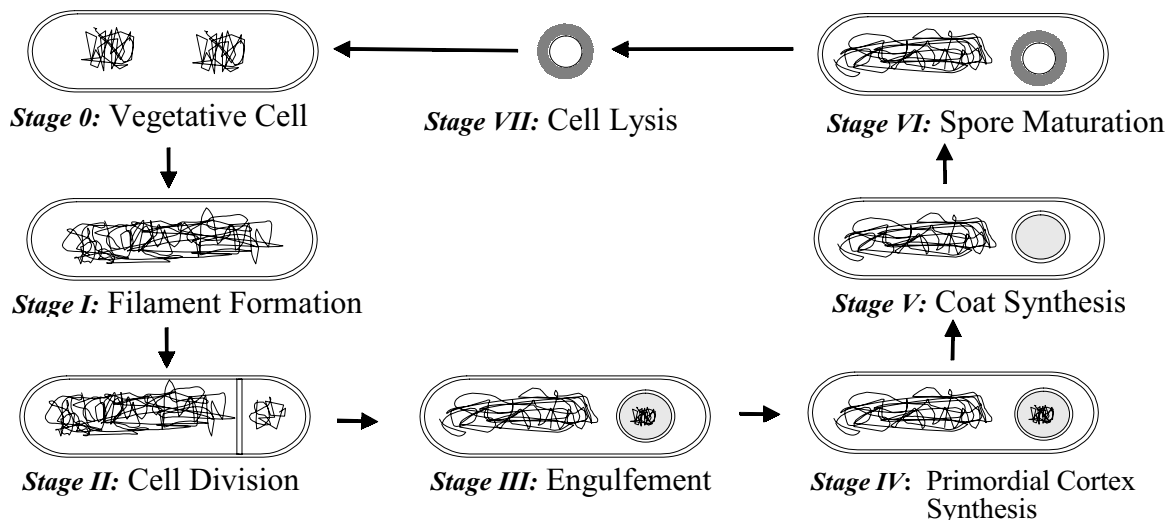 Stage 0: Vegetative Cell
Stage VII: Cell Lysis
Stage VI: Spore Maturation
Stage I: Filament Formation
Stage V: Coat Synthesis
Stage II: Cell Division
Stage III: Engulfement
Stage IV: Primordial Cortex
Synthesis